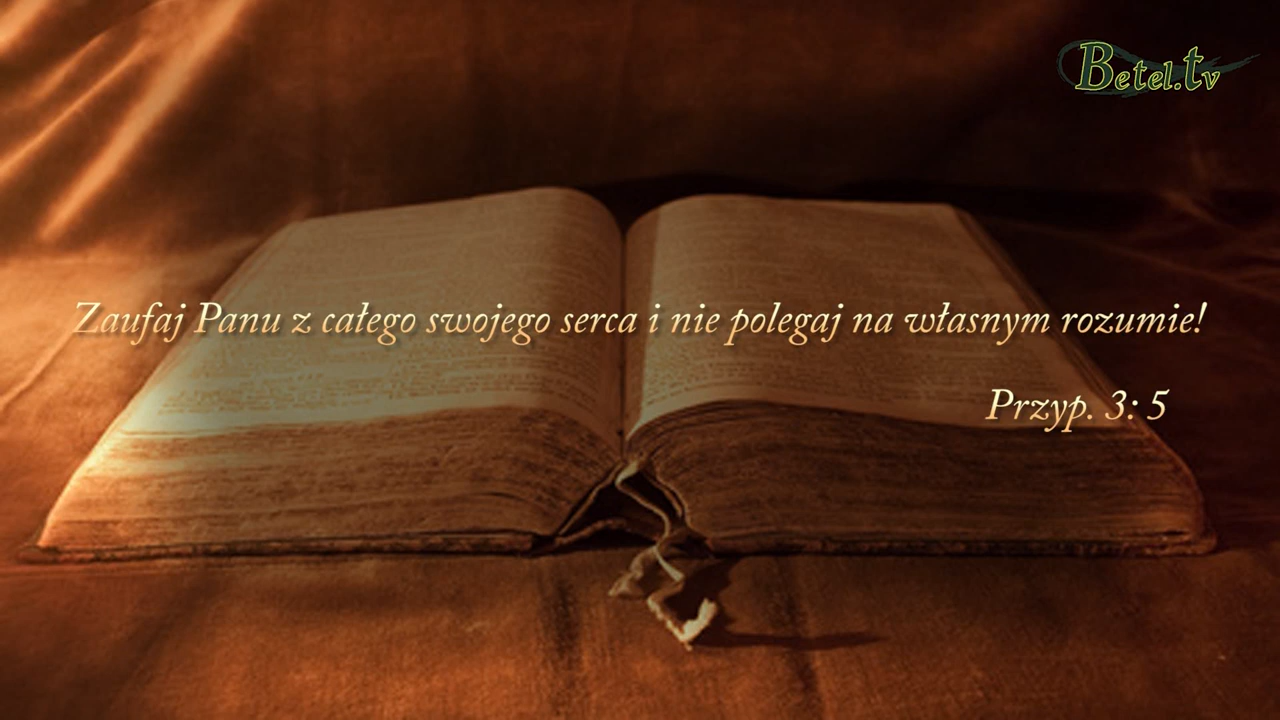 Betel.tv
Zaufaj Panu z całego swojego serca i nie polegaj na własnym rozumie!
Przyp. 3: 5